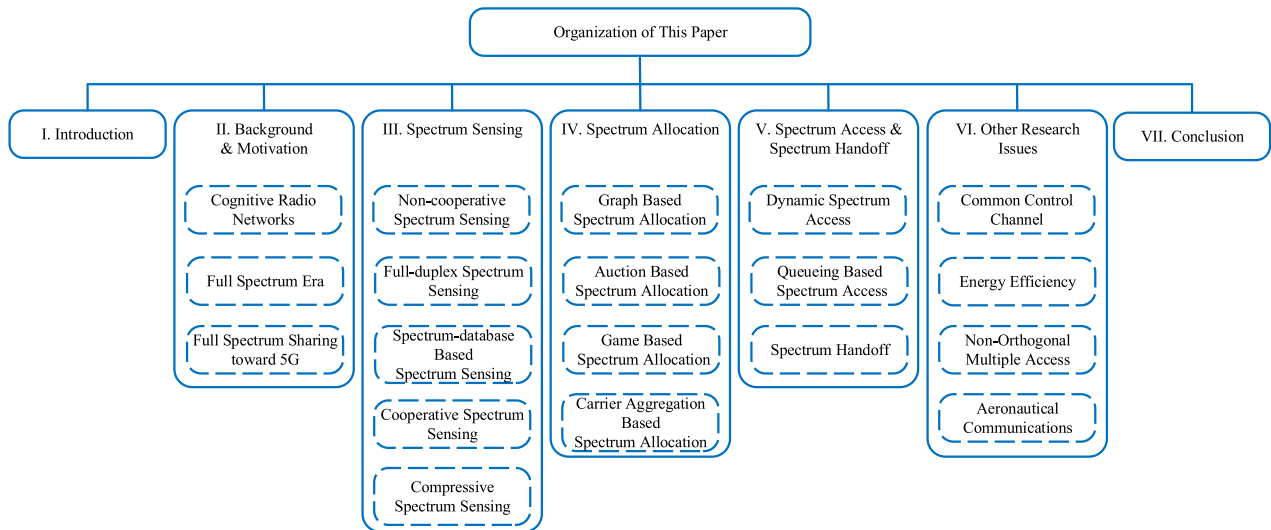 Organization of This Paper
I. Introduction
II. Background
& Motivation
Cognitive Radio
Networks
Full Spectrum Era
Full Spectrum Sharing
toward 5G
III. Spectrum Sensing
Non-cooperative
Spectrum Sensing
Full-duplex Spectrum
Sensing
Spectrum-database
Based
Spectrum Sensing
Cooperative Spectrum
Sensing
Compressive
Spectrum Sensing
IV. Spectrum Allocation
Graph Based
Spectrum Allocation
Auction Based
Spectrum Allocation
Game Based
Spectrum Allocation
Carrier Aggregation
Based
Spectrum Allocation
V. Spectrum Access &
Spectrum Handoff
Dynamic Spectrum
Access
Queueing Based
Spectrum Access
Spectrum Handoff
VI. Other Research
Issues
Common Control
Channel
Energy Efficiency
Non-Orthogonal
Multiple Access
Aeronautical
Communications
VII. Conclusion